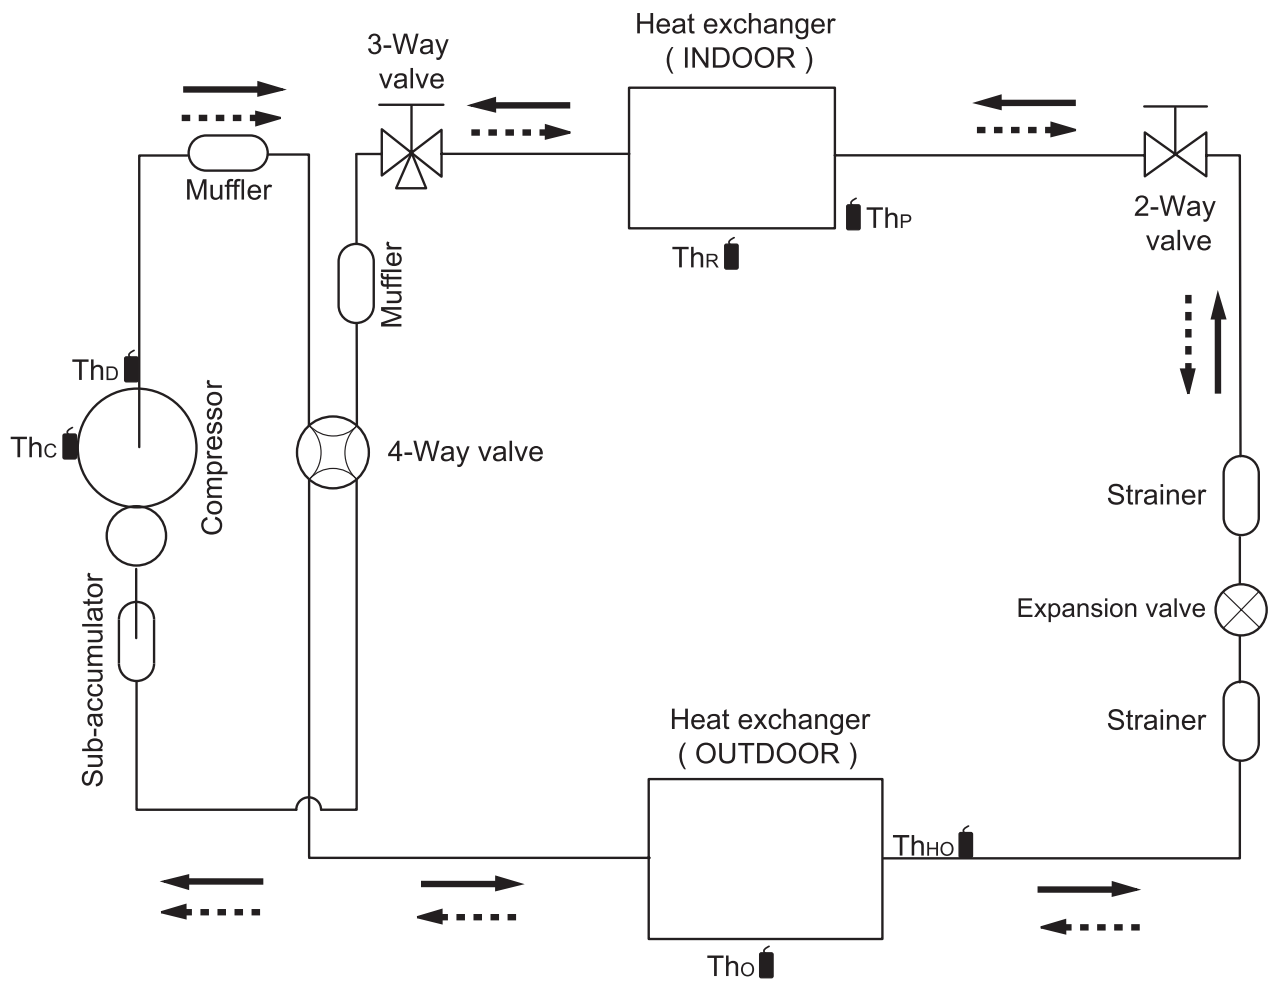 Heat exchanger
( INDOOR )
3-Way
valve
Muffler
2-Way
valve
ThP
ThR
Muffler
ThD
ThC
Compressor
4-Way valve
Strainer
Expansion valve
Sub-accumulator
Strainer
Heat exchanger
( OUTDOOR )
ThHO
ThO